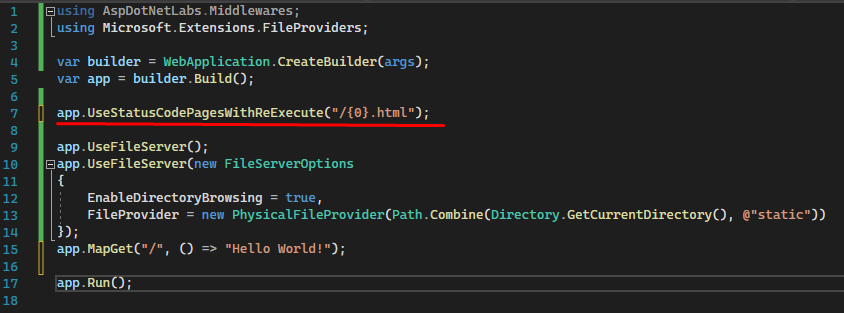 1 using AspDotNetLabs.Middlewares;
2 using Microsoft.Extensions.FileProviders;
3
4 var builder = WebApplication.CreateBuilder(args);
5 var app = builder.Build();
6
7 app.UseStatusCodePagesWithReExecute("/{0}.html");
8
9 app.UseFileServer();
10 app.UseFileServer(new FileServerOptions
11 {
12 EnableDirectoryBrowsing = true,
13 FileProvider = new PhysicalFileProvider(Path.Combine(Directory.GetCurrentDirectory(), @"static"))
14 });
15 app.MapGet("/", () => "Hello World!");
16
17 app.Run();
18